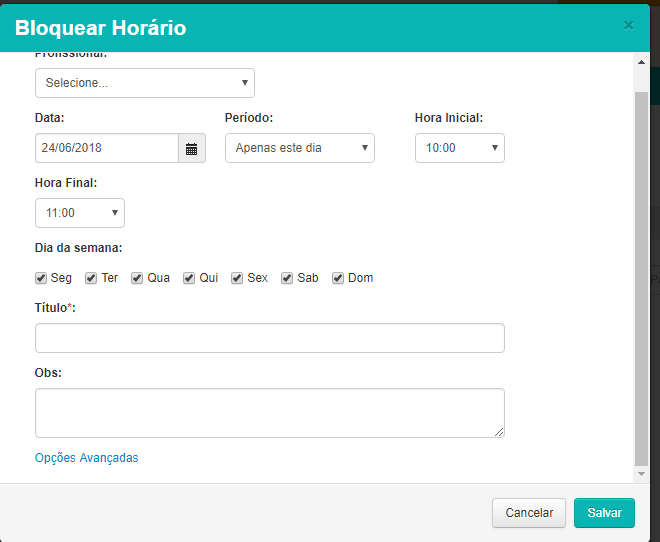 Bloquear Horário
×
Profissional:
Selecione...
Data: Período: Hora Inicial:
24/06/2018 Apenas este dia 10:00
Hora Final:
11:00
Dia da semana:
Seg Ter Qua Qui Sex Sab Dom
Título*:
Obs:
Opções Avançadas
Cancelar Salvar